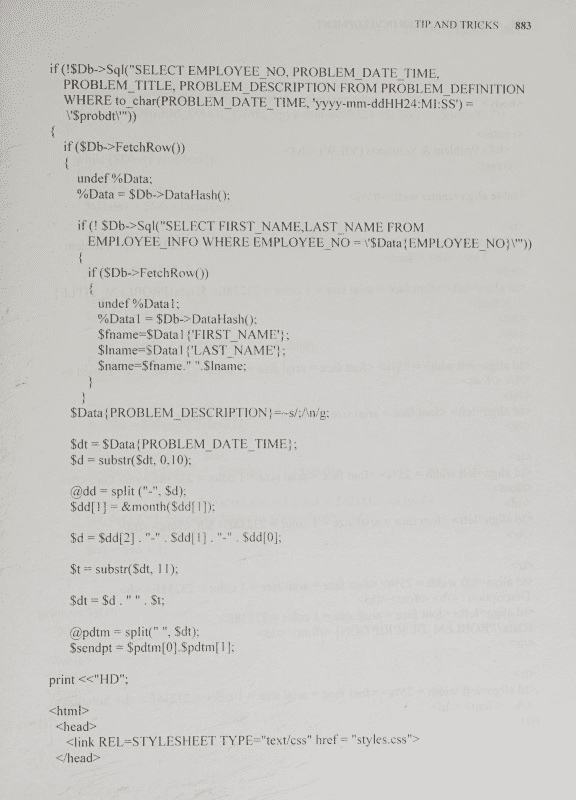 TIP AND TRICKS 883
if (!$Db->Sql("SELECT EMPLOYEE_NO, PROBLEM_DATE_TIME,
PROBLEM_TITLE, PROBLEM_DESCRIPTION FROM PROBLEM_DEFINITION
WHERE to_char(PROBLEM_DATE_TIME, 'yyyy-mm-ddHH24:MI:SS') =
\'$probdt\'"))
{
if ($Db->FetchRow())
{
undef %Data;
%Data = $Db->DataHash();
if (! $Db->Sql("SELECT FIRST_NAME,LAST_NAME FROM
EMPLOYEE_INFO WHERE EMPLOYEE_NO = \'$Data{EMPLOYEE_NO}\'"))
{
if ($Db->FetchRow())
{
undef %Data1;
%Data1 = $Db->DataHash();
$fname=$Data1{'FIRST_NAME'};
$lname=$Data1{'LAST_NAME'};
$name=$fname." ".$lname;
}
}
$Data{PROBLEM_DESCRIPTION}=~s/;/\n/g;
$dt = $Data{PROBLEM_DATE_TIME};
$d = substr($dt, 0,10);
@dd = split ("-", $d);
$dd[1] = &month($dd[1]);
$d = $dd[2] . "-" . $dd[1] . "-" . $dd[0];
$t = substr($dt, 11);
$dt = $d . " " . $t;
@pdtm = split(" ", $dt);
$sendpt = $pdtm[0].$pdtm[1];
print <<"HD";
<html>
<head>
<link REL=STYLESHEET TYPE="text/css" href = "styles.css">
</head>